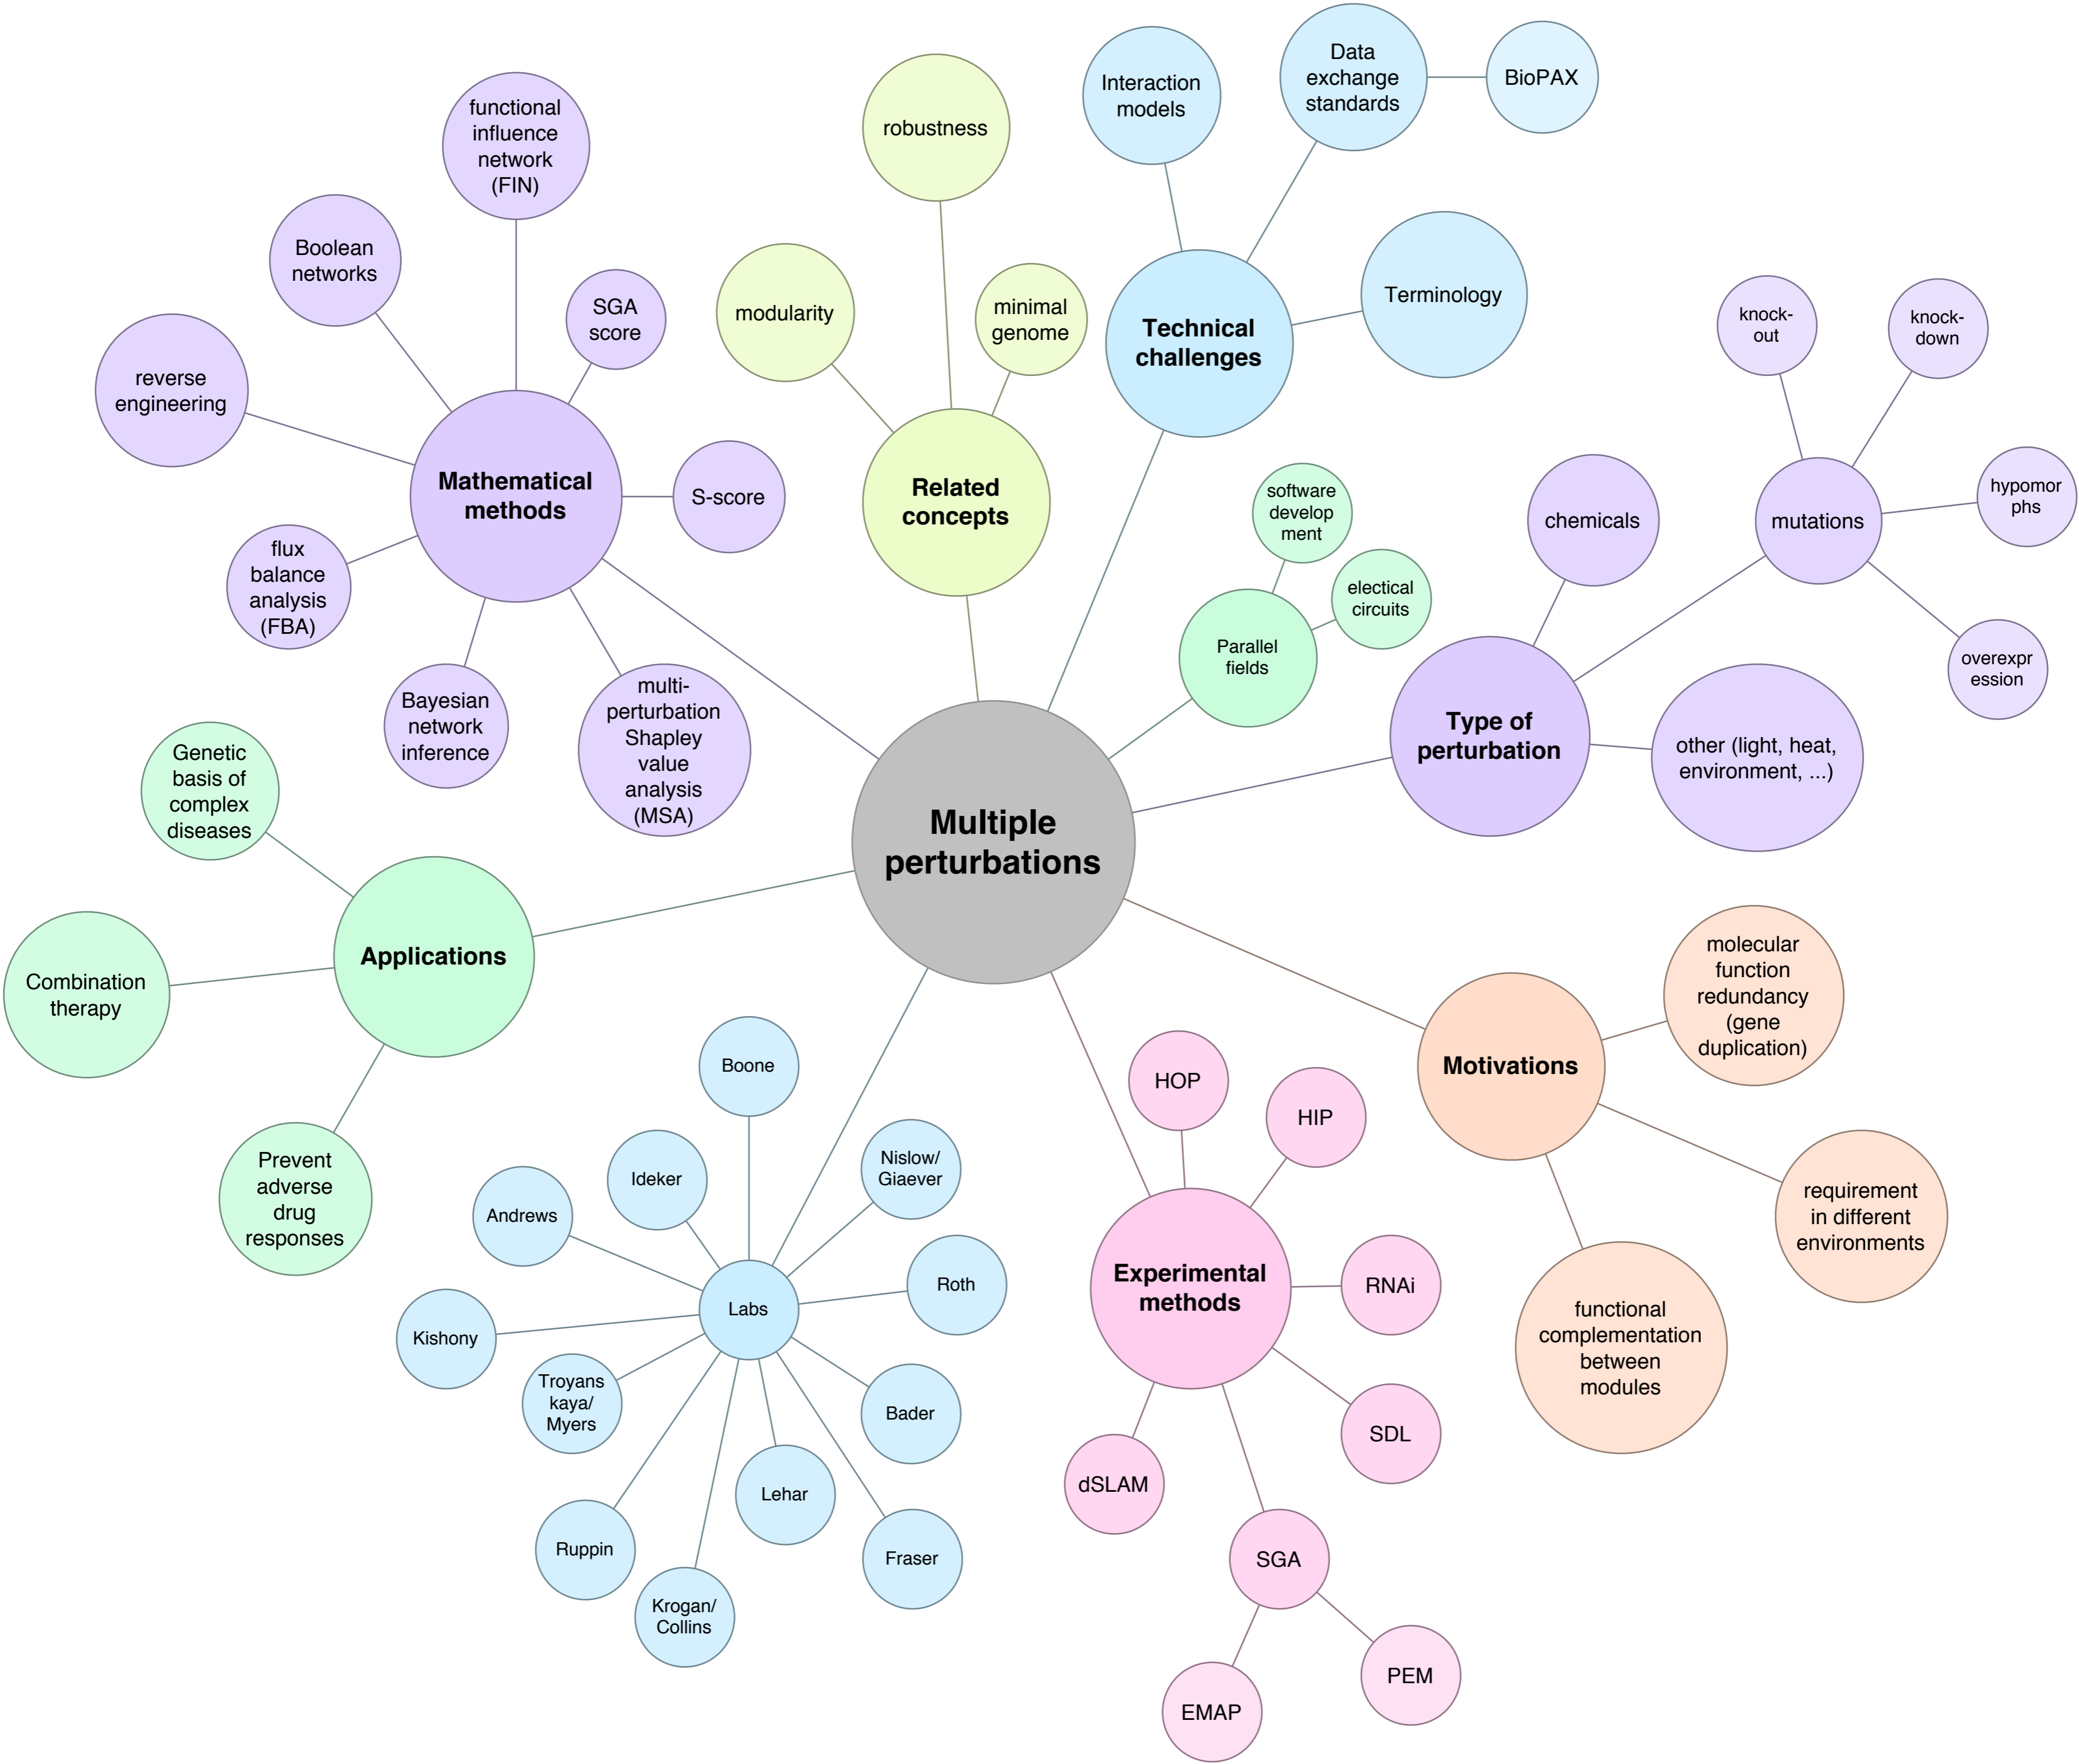 Multiple
perturbations
Mathematical
methods
functional
influence
network
(FIN)
Boolean
networks
SGA
score
reverse
engineering
S-score
flux
balance
analysis
(FBA)
Bayesian
network
inference
multi-
perturbation
Shapley
value
analysis
(MSA)
Related
concepts
robustness
modularity
minimal
genome
Technical
challenges
Interaction
models
Data
exchange
standards
BioPAX
Terminology
Parallel
fields
software
develop
ment
electical
circuits
Type of
perturbation
chemicals
mutations
knock-
out
knock-
down
hypomor
phs
overexpr
ession
other (light, heat,
environment, ...)
Motivations
molecular
function
redundancy
(gene
duplication)
requirement
in different
environments
functional
complementation
between
modules
Experimental
methods
HOP
HIP
RNAi
SDL
dSLAM
SGA
EMAP
PEM
Labs
Boone
Ideker
Nislow/
Giaever
Andrews
Roth
Kishony
Troyans
kaya/
Myers
Bader
Lehar
Ruppin
Fraser
Krogan/
Collins
Applications
Genetic
basis of
complex
diseases
Combination
therapy
Prevent
adverse
drug
responses